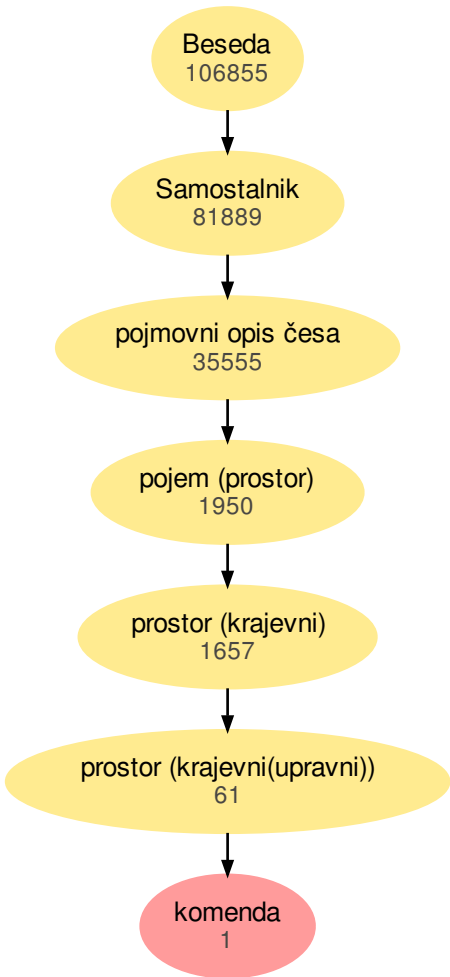 Beseda
106855
Samostalnik
81889
pojmovni opis česa
35555
pojem (prostor)
1950
prostor (krajevni)
1657
prostor (krajevni(upravni))
61
komenda
1